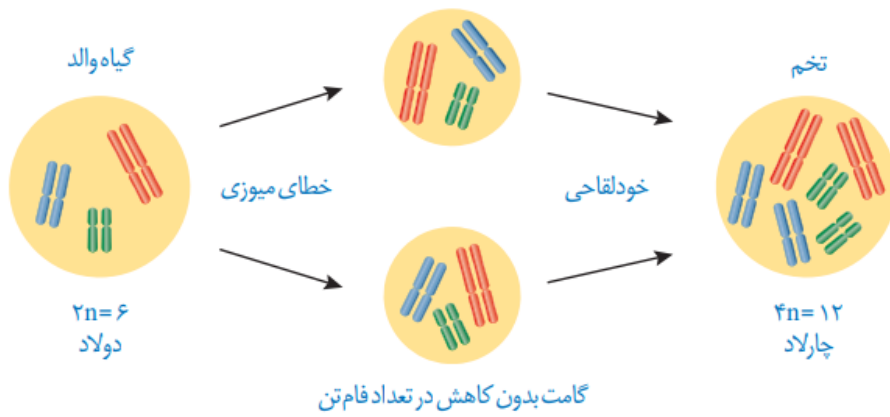 گیاه والد
تخم
خطای میوزی
خودلقاحی
۲n=۶
دولاد
۴n=۱۲
چارلاد
گامت بدون کاهش در تعداد فام‌تن